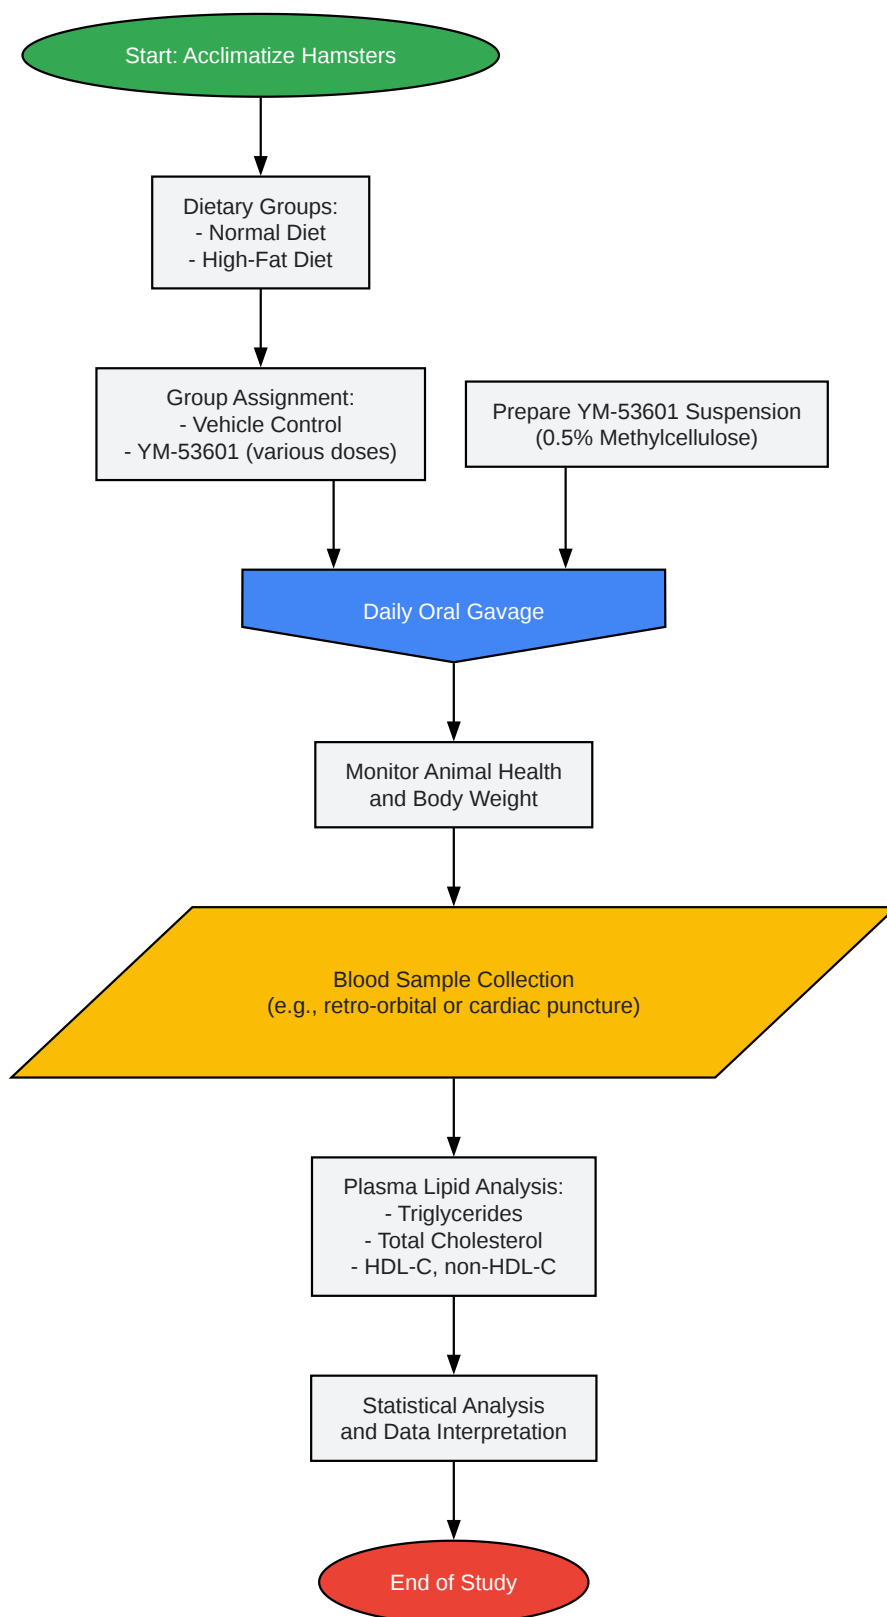 Start: Acclimatize Hamsters
Dietary Groups:
- Normal Diet
- High-Fat Diet
Group Assignment:
- Vehicle Control
- YM-53601 (various doses)
Prepare YM-53601 Suspension
(0.5% Methylcellulose)
Daily Oral Gavage
Monitor Animal Health
and Body Weight
Blood Sample Collection
(e.g., retro-orbital or cardiac puncture)
Plasma Lipid Analysis:
- Triglycerides
- Total Cholesterol
- HDL-C, non-HDL-C
Statistical Analysis
and Data Interpretation
End of Study